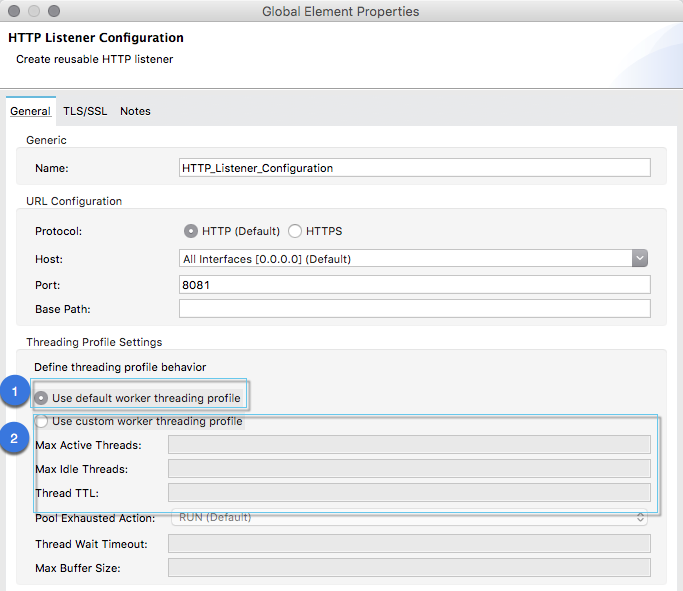 Global Element Properties
HTTP Listener Configuration
Create reusable HTTP listener
General TLS/SSL Notes
Generic
Name: HTTP_Listener_Configuration
URL Configuration
Protocol: HTTP (Default) HTTPS
Host: All Interfaces [0.0.0.0] (Default)
Port: 8081
Base Path:
Threading Profile Settings
Define threading profile behavior
1 Use default worker threading profile
2 Use custom worker threading profile
Max Active Threads:
Max Idle Threads:
Thread TTL:
Pool Exhausted Action: RUN (Default)
Thread Wait Timeout:
Max Buffer Size: